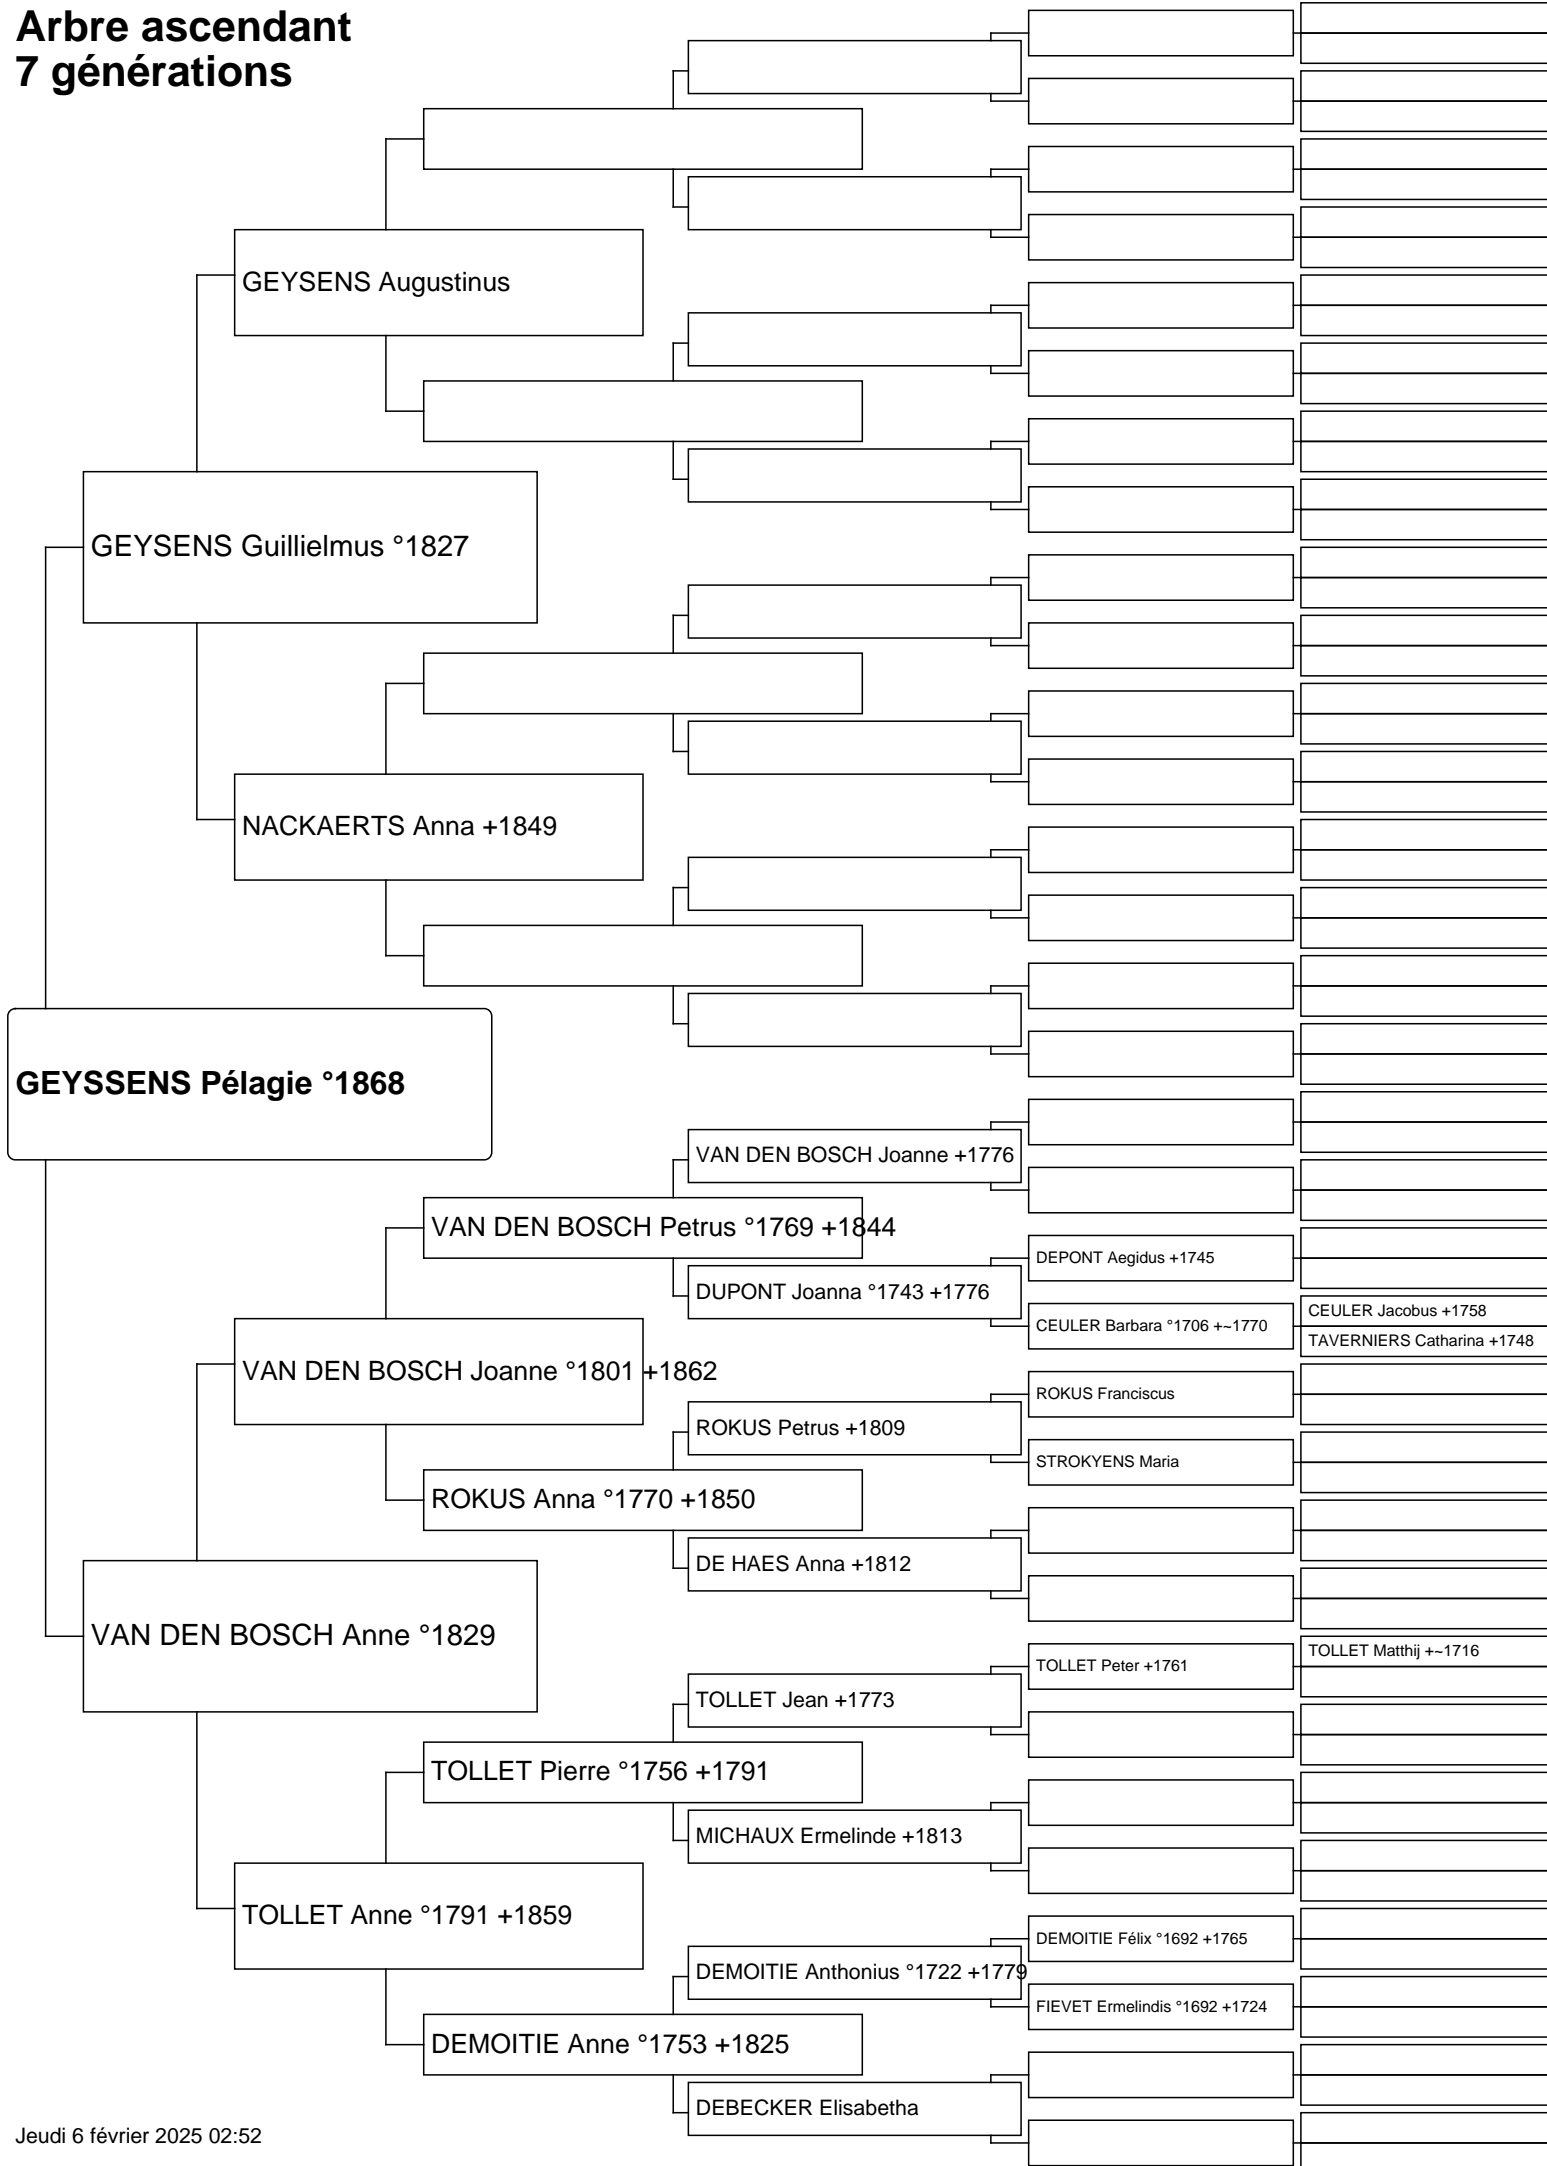 Arbre ascendant
7 générations
GEYSENS Augustinus
GEYSENS Guillielmus °1827
NACKAERTS Anna +1849
GEYSSENS Pélagie °1868
VAN DEN BOSCH Joanne +1776
VAN DEN BOSCH Petrus °1769 +1844
DEPONT Aegidus +1745
DUPONT Joanna °1743 +1776
CEULER Jacobus +1758
CEULER Barbara °1706 +~1770
TAVERNIERS Catharina +1748
VAN DEN BOSCH Joanne °1801 +1862
ROKUS Franciscus
ROKUS Petrus +1809
STROKYENS Maria
ROKUS Anna °1770 +1850
DE HAES Anna +1812
VAN DEN BOSCH Anne °1829
TOLLET Matthij +~1716
TOLLET Peter +1761
TOLLET Jean +1773
TOLLET Pierre °1756 +1791
MICHAUX Ermelinde +1813
TOLLET Anne °1791 +1859
DEMOITIE Félix °1692 +1765
DEMOITIE Anthonius °1722 +1779
FIEVET Ermelindis °1692 +1724
DEMOITIE Anne °1753 +1825
DEBECKER Elisabetha
Jeudi 6 février 2025 02:52